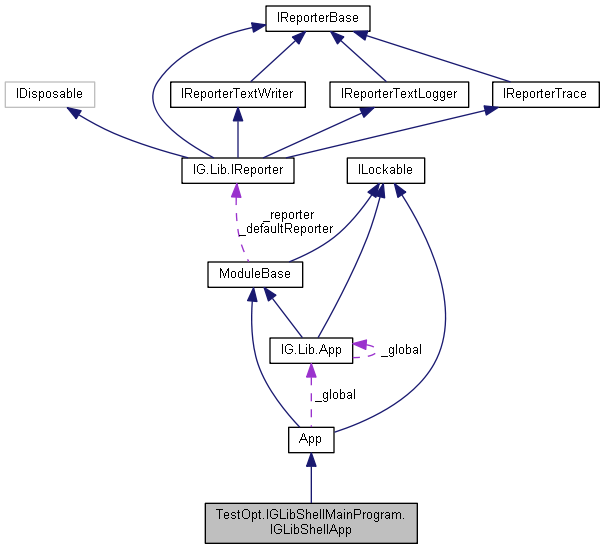 IReporterBase
IDisposable
IReporterTextWriter
IReporterTextLogger
IReporterTrace
IG.Lib.IReporter
ILockable
_reporter
_defaultReporter
ModuleBase
IG.Lib.App
_global
_global
App
TestOpt.IGLibShellMainProgram.
IGLibShellApp